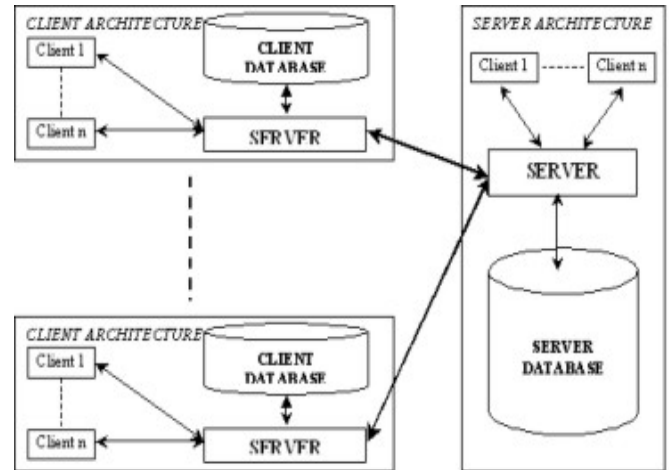 CLIENT ARCHITECTURE
Client 1
CLIENT
DATABASE
Client n
SERVER
SERVER ARCHITECTURE
Client 1
Client n
SERVER
SERVER
DATABASE
CLIENT ARCHITECTURE
Client 1
CLIENT
DATABASE
Client n
SERVER